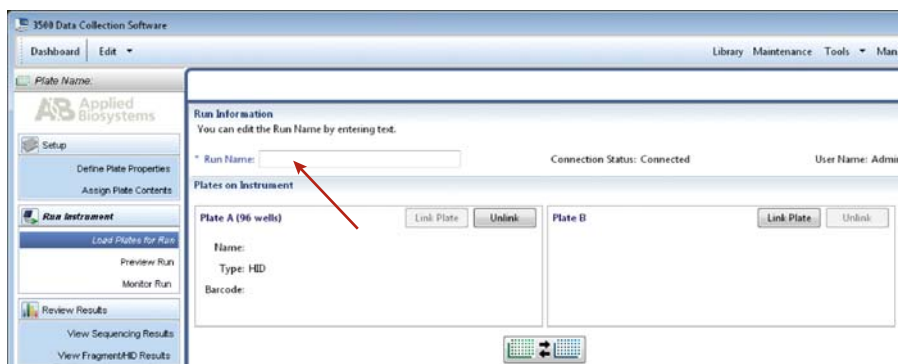 3500 Data Collection Software
Dashboard Edit
Library Maintenance Tools Man
Plate Name:
AB Applied Biosystems
Setup
Define Plate Properties
Assign Plate Contents
Run Instrument
Load Plates for Run
Preview Run
Monitor Run
Review Results
View Sequencing Results
View Fragment/HID Results
Run Information
You can edit the Run Name by entering text.
* Run Name:
Connection Status: Connected
User Name: Admi
Plates on Instrument
Plate A (96 wells) Link Plate Unlink
Name:
Type: HID
Barcode:
Plate B Link Plate Unlink